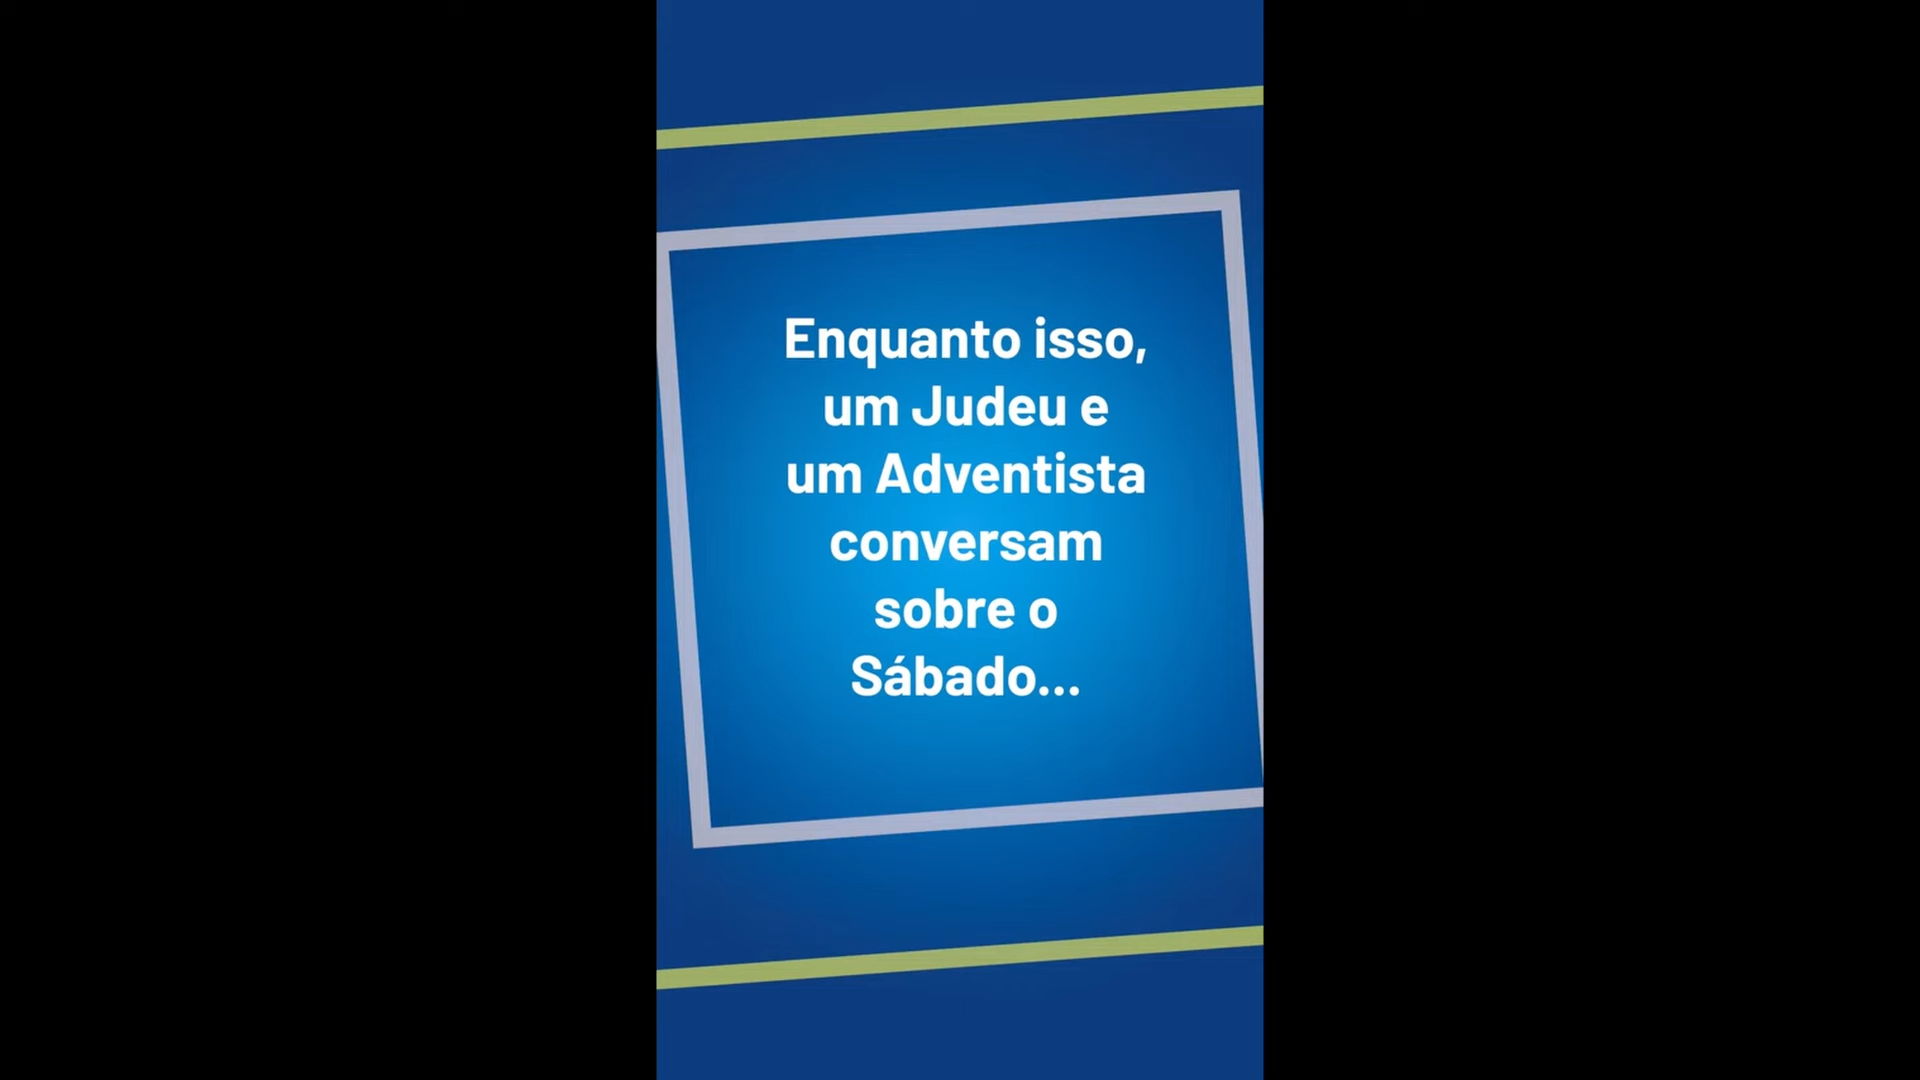 Enquanto isso,
um Judeu e
um Adventista
conversam
sobre o
Sábado...